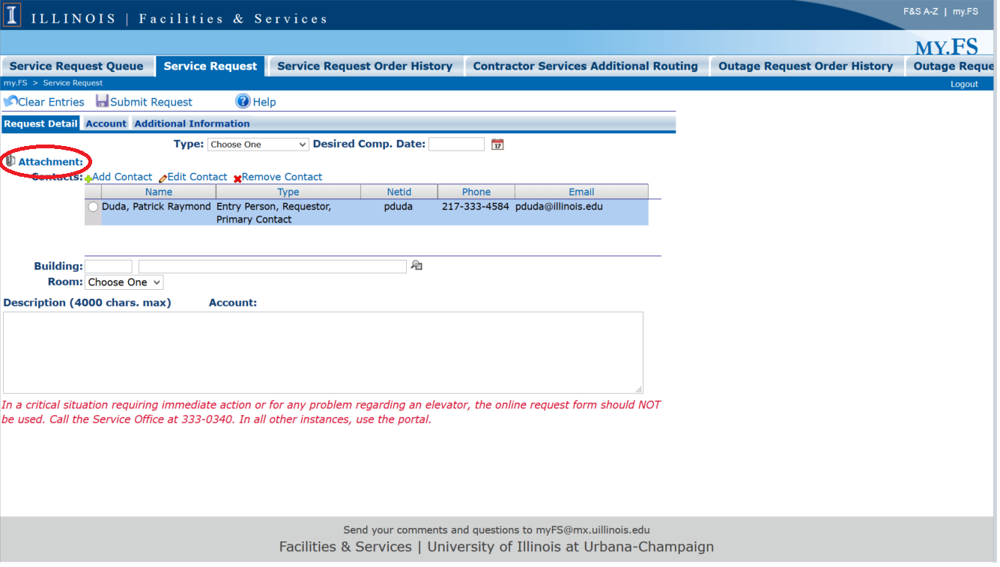 I ILLINOIS | Facilities & Services
F&S A-Z | my.FS
MY.FS
Service Request Queue Service Request Service Request Order History Contractor Services Additional Routing Outage Request Order History Outage Reque
my.FS > Service Request Logout
Clear Entries Submit Request Help
Request Detail Account Additional Information
Type: Choose One Desired Comp. Date: 17
Attachment:
Contacts: Add Contact Edit Contact Remove Contact
Name Type Netid Phone Email
Duda, Patrick Raymond Entry Person, Requestor, pduda 217-333-4584 pduda@illinois.edu
Primary Contact
Building:
Room: Choose One
Description (4000 chars. max) Account:
In a critical situation requiring immediate action or for any problem regarding an elevator, the online request form should NOT
be used. Call the Service Office at 333-0340. In all other instances, use the portal.
Send your comments and questions to myFS@mx.uillinois.edu
Facilities & Services | University of Illinois at Urbana-Champaign